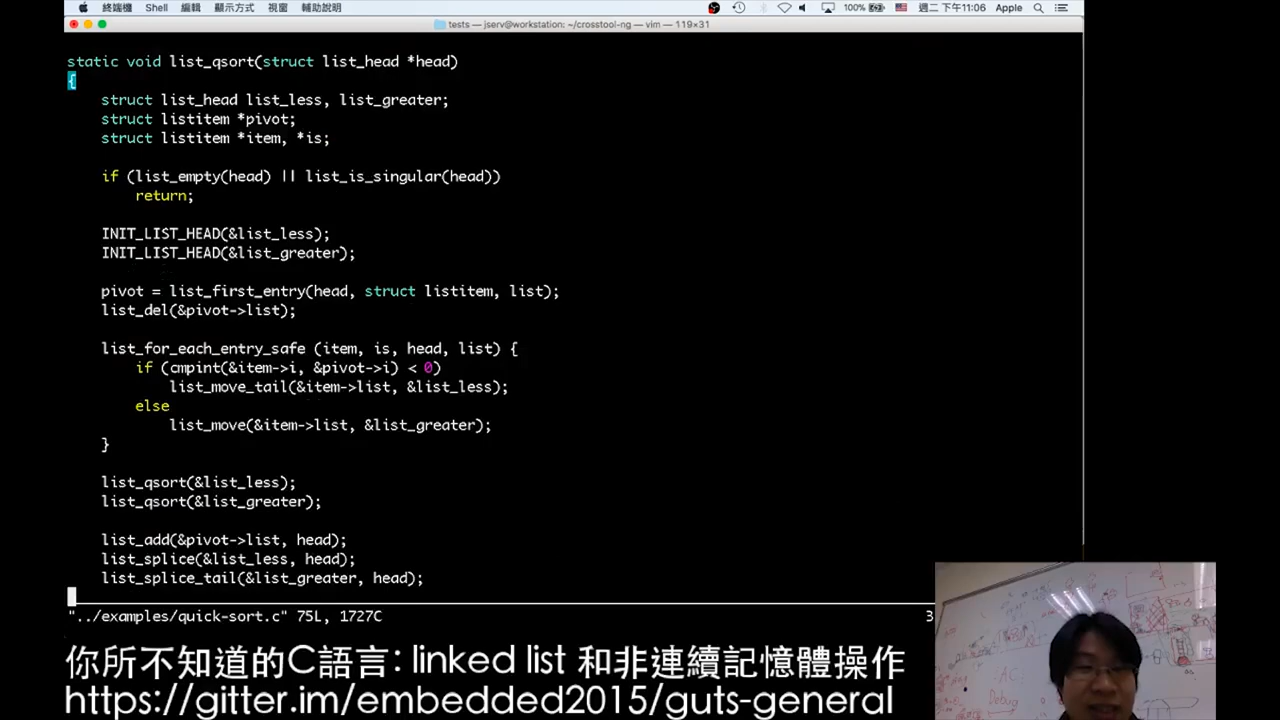 終端機 Shell 編輯 顯示方式 視窗 輔助說明 100% 週二 下午11:06 Apple
tests — jserv@workstation: ~/crosstool-ng — vim — 119×31
static void list_qsort(struct list_head *head)
{
    struct list_head list_less, list_greater;
    struct listitem *pivot;
    struct listitem *item, *is;
    if (list_empty(head) || list_is_singular(head))
        return;
    INIT_LIST_HEAD(&list_less);
    INIT_LIST_HEAD(&list_greater);
    pivot = list_first_entry(head, struct listitem, list);
    list_del(&pivot->list);
    list_for_each_entry_safe (item, is, head, list) {
        if (cmpint(&item->i, &pivot->i) < 0)
            list_move_tail(&item->list, &list_less);
        else
            list_move(&item->list, &list_greater);
    }
    list_qsort(&list_less);
    list_qsort(&list_greater);
    list_add(&pivot->list, head);
    list_splice(&list_less, head);
    list_splice_tail(&list_greater, head);
"../examples/quick-sort.c" 75L, 1727C
你所不知道的C語言: linked list 和非連續記憶體操作
https://gitter.im/embedded2015/guts-general
AC
Debug